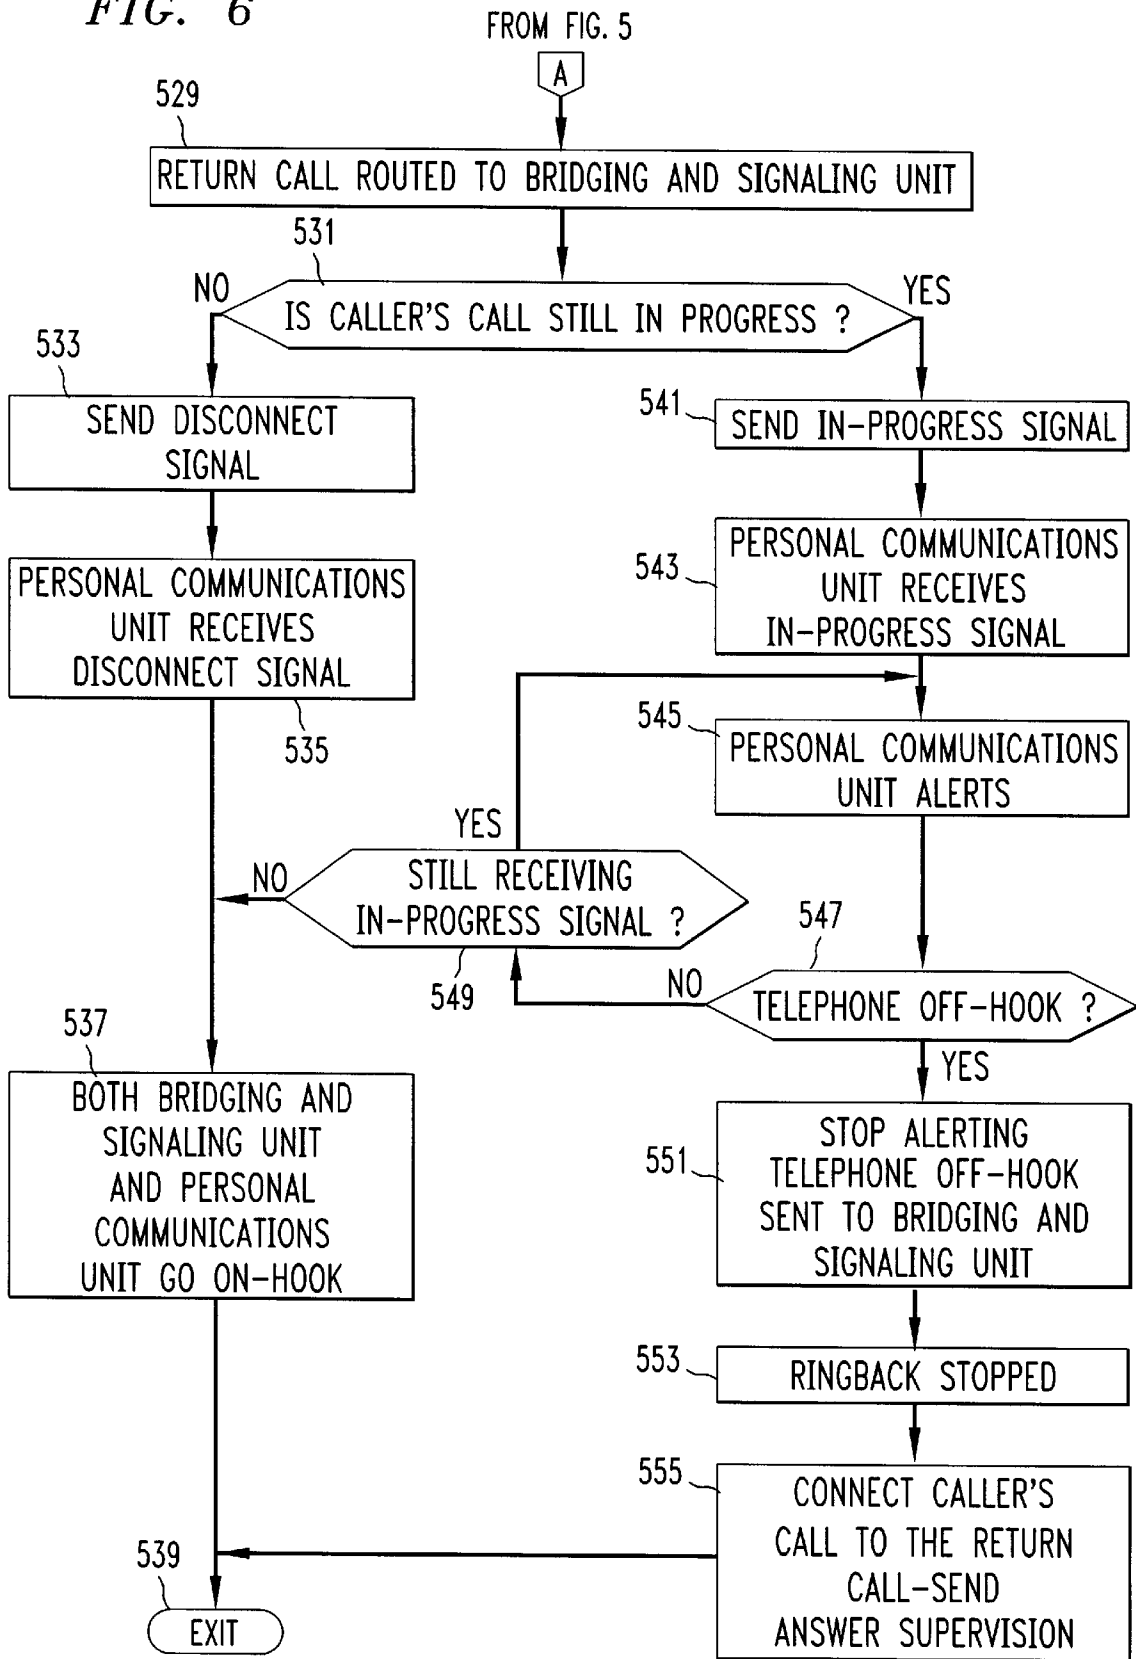 FIG. 6
FROM FIG. 5
A
529
RETURN CALL ROUTED TO BRIDGING AND SIGNALING UNIT
531
NO
YES
IS CALLER'S CALL STILL IN PROGRESS ?
533
SEND DISCONNECT
SIGNAL
541
SEND IN-PROGRESS SIGNAL
PERSONAL COMMUNICATIONS
UNIT RECEIVES
DISCONNECT SIGNAL
535
543
PERSONAL COMMUNICATIONS
UNIT RECEIVES
IN-PROGRESS SIGNAL
545
PERSONAL COMMUNICATIONS
UNIT ALERTS
YES
NO
STILL RECEIVING
IN-PROGRESS SIGNAL ?
549
547
NO
TELEPHONE OFF-HOOK ?
YES
537
BOTH BRIDGING AND
SIGNALING UNIT
AND PERSONAL
COMMUNICATIONS
UNIT GO ON-HOOK
551
STOP ALERTING
TELEPHONE OFF-HOOK
SENT TO BRIDGING AND
SIGNALING UNIT
553
RINGBACK STOPPED
555
CONNECT CALLER'S
CALL TO THE RETURN
CALL-SEND
ANSWER SUPERVISION
539
EXIT